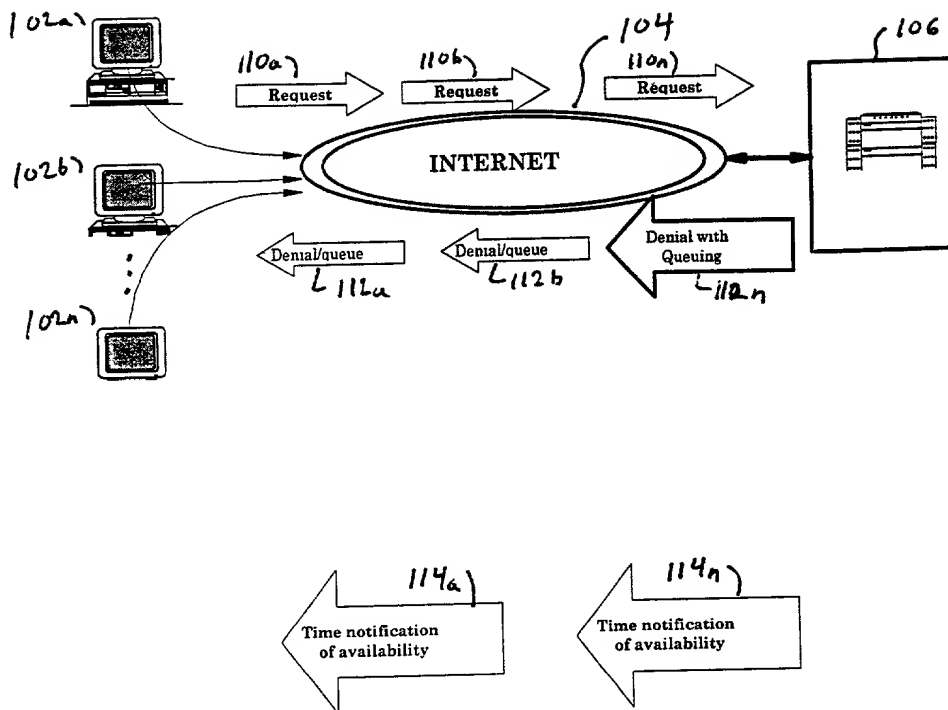 102a
104
106
110a
110b
110n
Request
Request
Request
INTERNET
102b
Denial/queue
Denial/queue
Denial with
Queuing
112a
112b
112n
102n
114a
114n
Time notification
of availability
Time notification
of availability